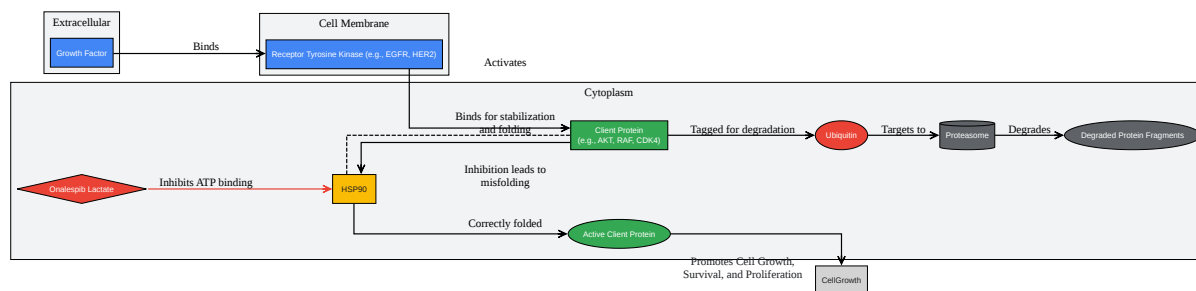 Extracellular
Cell Membrane
Growth Factor
Binds
Receptor Tyrosine Kinase (e.g., EGFR, HER2)
Activates
Cytoplasm
Binds for stabilization
and folding
Client Protein
(e.g., AKT, RAF, CDK4)
Tagged for degradation
Ubiquitin
Targets to
Proteasome
Degrades
Degraded Protein Fragments
Inhibition leads to
misfolding
Onalespib Lactate
Inhibits ATP binding
HSP90
Correctly folded
Active Client Protein
Promotes Cell Growth,
Survival, and Proliferation
CellGrowth